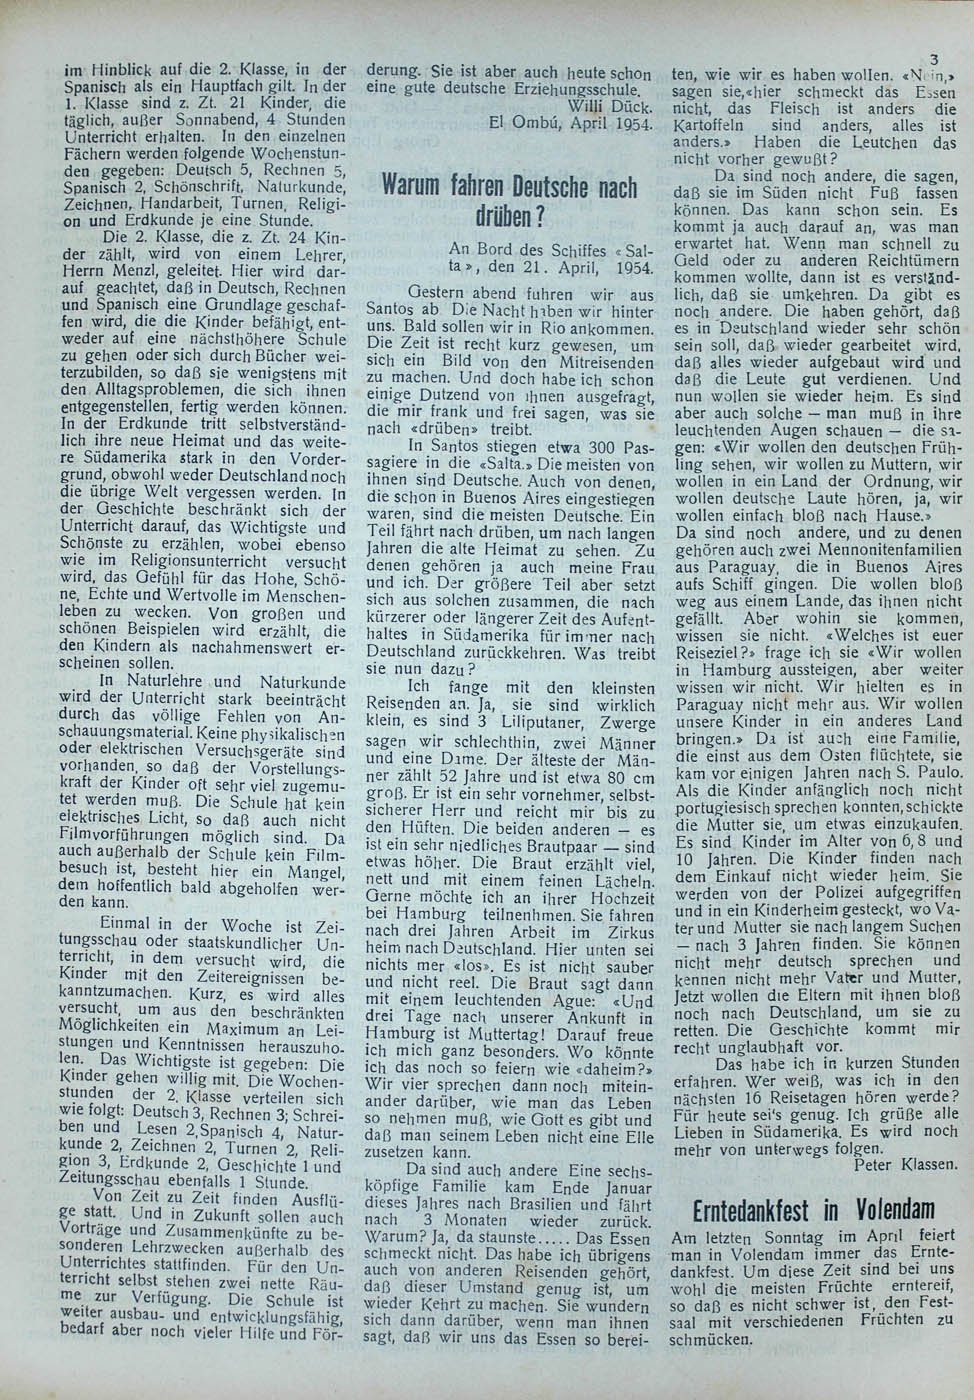 3
im Hinblick auf die 2. Klasse, in der
Spanisch als ein Hauptfach gilt. In der
1. Klasse sind z. Zt. 21 Kinder, die
täglich, außer Sonnabend, 4 Stunden
Unterricht erhalten. In den einzelnen
Fächern werden folgende Wochenstun-
den gegeben: Deutsch 5, Rechnen 5,
Spanisch 2, Schönschrift, Naturkunde,
Zeichnen, Handarbeit, Turnen, Religi-
on und Erdkunde je eine Stunde.
Die 2. Klasse, die z. Zt. 24 Kin-
der zählt, wird von einem Lehrer,
Herrn Menzl, geleitet. Hier wird dar-
auf geachtet, daß in Deutsch, Rechnen
und Spanisch eine Grundlage geschaf-
fen wird, die die Kinder befähigt, ent-
weder auf eine nächsthöhere Schule
zu gehen oder sich durch Bücher wei-
terzubilden, so daß sie wenigstens mit
den Alltagsproblemen, die sich ihnen
entgegenstellen, fertig werden können.
In der Erdkunde tritt selbstverständ-
lich ihre neue Heimat und das weite-
re Südamerika stark in den Vorder-
grund, obwohl weder Deutschland noch
die übrige Welt vergessen werden. In
der Geschichte beschränkt sich der
Unterricht darauf, das Wichtigste und
Schönste zu erzählen, wobei ebenso
wie im Religionsunterricht versucht
wird, das Gefühl für das Hohe, Schö-
ne, Echte und Wertvolle im Menschen-
leben zu wecken. Von großen und
schönen Beispielen wird erzählt, die
den Kindern als nachahmenswert er-
scheinen sollen.
In Naturlehre und Naturkunde
wird der Unterricht stark beeinträcht
durch das völlige Fehlen von An-
schauungsmaterial. Keine physikalischen
oder elektrischen Versuchsgeräte sind
vorhanden, so daß der Vorstellungs-
kraft der Kinder oft sehr viel zugemu-
tet werden muß. Die Schule hat kein
elektrisches Licht, so daß auch nicht
Filmvorführungen möglich sind. Da
auch außerhalb der Schule kein Film-
besuch ist, besteht hier ein Mangel,
dem hoffentlich bald abgeholfen wer-
den kann.
Einmal in der Woche ist Zei-
tungsschau oder staatskundlicher Un-
terricht, in dem versucht wird, die
Kinder mit den Zeitereignissen be-
kanntzumachen. Kurz, es wird alles
versucht, um aus den beschränkten
Möglichkeiten ein Maximum an Lei-
stungen und Kenntnissen herauszuho-
len. Das Wichtigste ist gegeben: Die
Kinder gehen willig mit. Die Wochen-
stunden der 2. Klasse verteilen sich
wie folgt: Deutsch 3, Rechnen 3; Schrei-
ben und Lesen 2, Spanisch 4, Natur-
kunde 2, Zeichnen 2, Turnen 2, Reli-
gion 3, Erdkunde 2, Geschichte 1 und
Zeitungsschau ebenfalls 1 Stunde.
Von Zeit zu Zeit finden Ausflü-
ge statt. Und in Zukunft sollen auch
Vorträge und Zusammenkünfte zu be-
sonderen Lehrzwecken außerhalb des
Unterrichtes stattfinden. Für den Un-
terricht selbst stehen zwei nette Räu-
me zur Verfügung. Die Schule ist
weiter ausbau- und entwicklungsfähig,
bedarf aber noch vieler Hilfe und För-
derung. Sie ist aber auch heute schon
eine gute deutsche Erziehungsschule.
Willi Dück.
El Ombú, April 1954.
Warum fahren Deutsche nach
drüben?
An Bord des Schiffes «Sal-
ta», den 21. April, 1954.
Gestern abend fuhren wir aus
Santos ab. Die Nacht haben wir hinter
uns. Bald sollen wir in Rio ankommen.
Die Zeit ist recht kurz gewesen, um
sich ein Bild von den Mitreisenden
zu machen. Und doch habe ich schon
einige Dutzend von ihnen ausgefragt,
die mir frank und frei sagen, was sie
nach «drüben» treibt.
In Santos stiegen etwa 300 Pas-
sagiere in die «Salta.» Die meisten von
ihnen sind Deutsche. Auch von denen,
die schon in Buenos Aires eingestiegen
waren, sind die meisten Deutsche. Ein
Teil fährt nach drüben, um nach langen
Jahren die alte Heimat zu sehen. Zu
denen gehören ja auch meine Frau
und ich. Der größere Teil aber setzt
sich aus solchen zusammen, die nach
kürzerer oder längerer Zeit des Aufent-
haltes in Südamerika für immer nach
Deutschland zurückkehren. Was treibt
sie nun dazu?
Ich fange mit den kleinsten
Reisenden an. Ja, sie sind wirklich
klein, es sind 3 Liliputaner, Zwerge
sagen wir schlechthin, zwei Männer
und eine Dame. Der älteste der Män-
ner zählt 52 Jahre und ist etwa 80 cm
groß. Er ist ein sehr vornehmer, selbst-
sicherer Herr und reicht mir bis zu
den Hüften. Die beiden anderen — es
ist ein sehr niedliches Brautpaar — sind
etwas höher. Die Braut erzählt viel,
nett und mit einem feinen Lächeln.
Gerne möchte ich an ihrer Hochzeit
bei Hamburg teilnenhmen. Sie fahren
nach drei Jahren Arbeit im Zirkus
heim nach Deutschland. Hier unten sei
nichts mer «los». Es ist nicht sauber
und nicht reel. Die Braut sagt dann
mit einem leuchtenden Ague: «Und
drei Tage nach unserer Ankunft in
Hamburg ist Muttertag! Darauf freue
ich mich ganz besonders. Wo könnte
ich das noch so feiern wie «daheim?»
Wir vier sprechen dann noch mitein-
ander darüber, wie man das Leben
so nehmen muß, wie Gott es gibt und
daß man seinem Leben nicht eine Elle
zusetzen kann.
Da sind auch andere Eine sechs-
köpfige Familie kam Ende Januar
dieses Jahres nach Brasilien und fährt
nach 3 Monaten wieder zurück.
Warum? Ja, da staunste..... Das Essen
schmeckt nicht. Das habe ich übrigens
auch von anderen Reisenden gehört,
daß dieser Umstand genug ist, um
wieder Kehrt zu machen. Sie wundern
sich dann darüber, wenn man ihnen
sagt, daß wir uns das Essen so berei-
ten, wie wir es haben wollen. «Nein,»
sagen sie, «hier schmeckt das Essen
nicht, das Fleisch ist anders die
Kartoffeln sind anders, alles ist
anders.» Haben die Leutchen das
nicht vorher gewußt?
Da sind noch andere, die sagen,
daß sie im Süden nicht Fuß fassen
können. Das kann schon sein. Es
kommt ja auch darauf an, was man
erwartet hat. Wenn man schnell zu
Geld oder zu anderen Reichtümern
kommen wollte, dann ist es verständ-
lich, daß sie umkehren. Da gibt es
noch andere. Die haben gehört, daß
es in Deutschland wieder sehr schön
sein soll, daß wieder gearbeitet wird,
daß alles wieder aufgebaut wird und
daß die Leute gut verdienen. Und
nun wollen sie wieder heim. Es sind
aber auch solche — man muß in ihre
leuchtenden Augen schauen — die sa-
gen: «Wir wollen den deutschen Früh-
ling sehen, wir wollen zu Muttern, wir
wollen in ein Land der Ordnung, wir
wollen deutsche Laute hören, ja, wir
wollen einfach bloß nach Hause.»
Da sind noch andere, und zu denen
gehören auch zwei Mennonitenfamilien
aus Paraguay, die in Buenos Aires
aufs Schiff gingen. Die wollen bloß
weg aus einem Lande, das ihnen nicht
gefällt. Aber wohin sie kommen,
wissen sie nicht. «Welches ist euer
Reiseziel?» frage ich sie «Wir wollen
in Hamburg aussteigen, aber weiter
wissen wir nicht. Wir hielten es in
Paraguay nicht mehr aus. Wir wollen
unsere Kinder in ein anderes Land
bringen.» Da ist auch eine Familie,
die einst aus dem Osten flüchtete, sie
kam vor einigen Jahren nach S. Paulo.
Als die Kinder anfänglich noch nicht
portugiesisch sprechen konnten, schickte
die Mutter sie, um etwas einzukaufen.
Es sind Kinder im Alter von 6, 8 und
10 Jahren. Die Kinder finden nach
dem Einkauf nicht wieder heim. Sie
werden von der Polizei aufgegriffen
und in ein Kinderheim gesteckt, wo Va-
ter und Mutter sie nach langem Suchen
— nach 3 Jahren finden. Sie können
nicht mehr deutsch sprechen und
kennen nicht mehr Vater und Mutter,
Jetzt wollen die Eltern mit ihnen bloß
noch nach Deutschland, um sie zu
retten. Die Geschichte kommt mir
recht unglaubhaft vor.
Das habe ich in kurzen Stunden
erfahren. Wer weiß, was ich in den
nächsten 16 Reisetagen hören werde?
Für heute sei's genug. Ich grüße alle
Lieben in Südamerika. Es wird noch
mehr von unterwegs folgen.
Peter Klassen.
Erntedankfest in Volendam
Am letzten Sonntag im April feiert
man in Volendam immer das Ernte-
dankfest. Um diese Zeit sind bei uns
wohl die meisten Früchte erntereif,
so daß es nicht schwer ist, den Fest-
saal mit verschiedenen Früchten zu
schmücken.